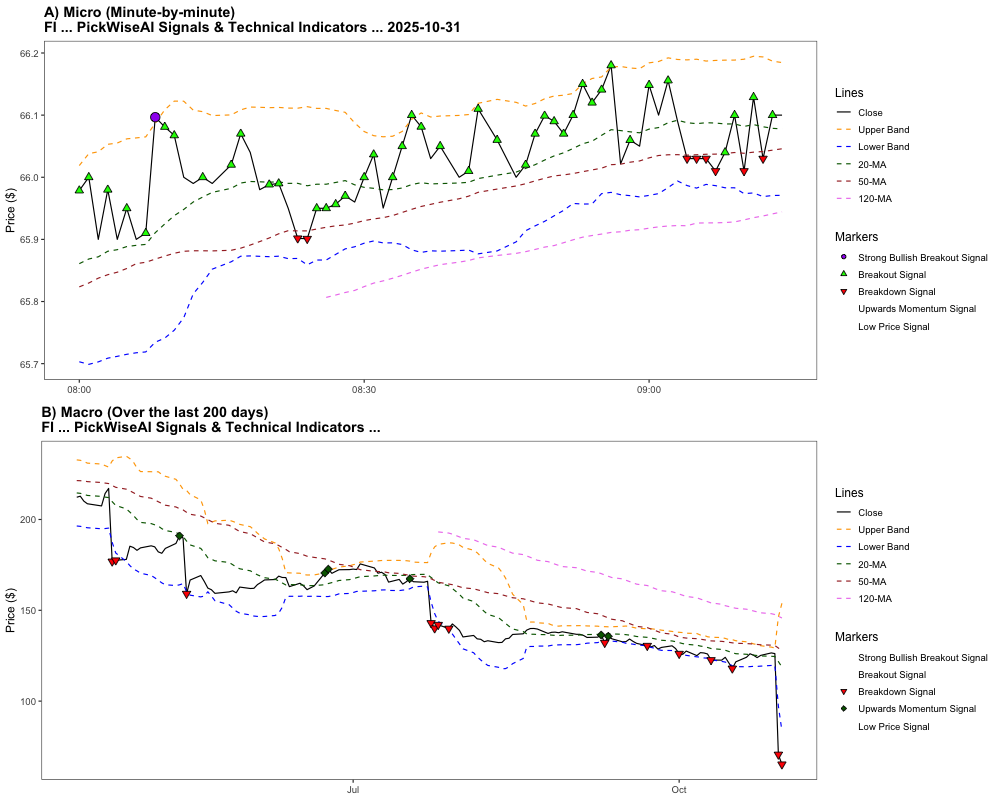 A) Micro (Minute-by-minute)
FI ... PickWiseAI Signals & Technical Indicators ... 2025-10-31
66.2
66.1
66.0
65.9
65.8
65.7
Price ($)
08:00
08:30
09:00
Lines
Close
Upper Band
Lower Band
20-MA
50-MA
120-MA
Markers
Strong Bullish Breakout Signal
Breakout Signal
Breakdown Signal
Upwards Momentum Signal
Low Price Signal
B) Macro (Over the last 200 days)
FI ... PickWiseAI Signals & Technical Indicators ...
200
150
100
Price ($)
Jul
Oct
Lines
Close
Upper Band
Lower Band
20-MA
50-MA
120-MA
Markers
Strong Bullish Breakout Signal
Breakout Signal
Breakdown Signal
Upwards Momentum Signal
Low Price Signal